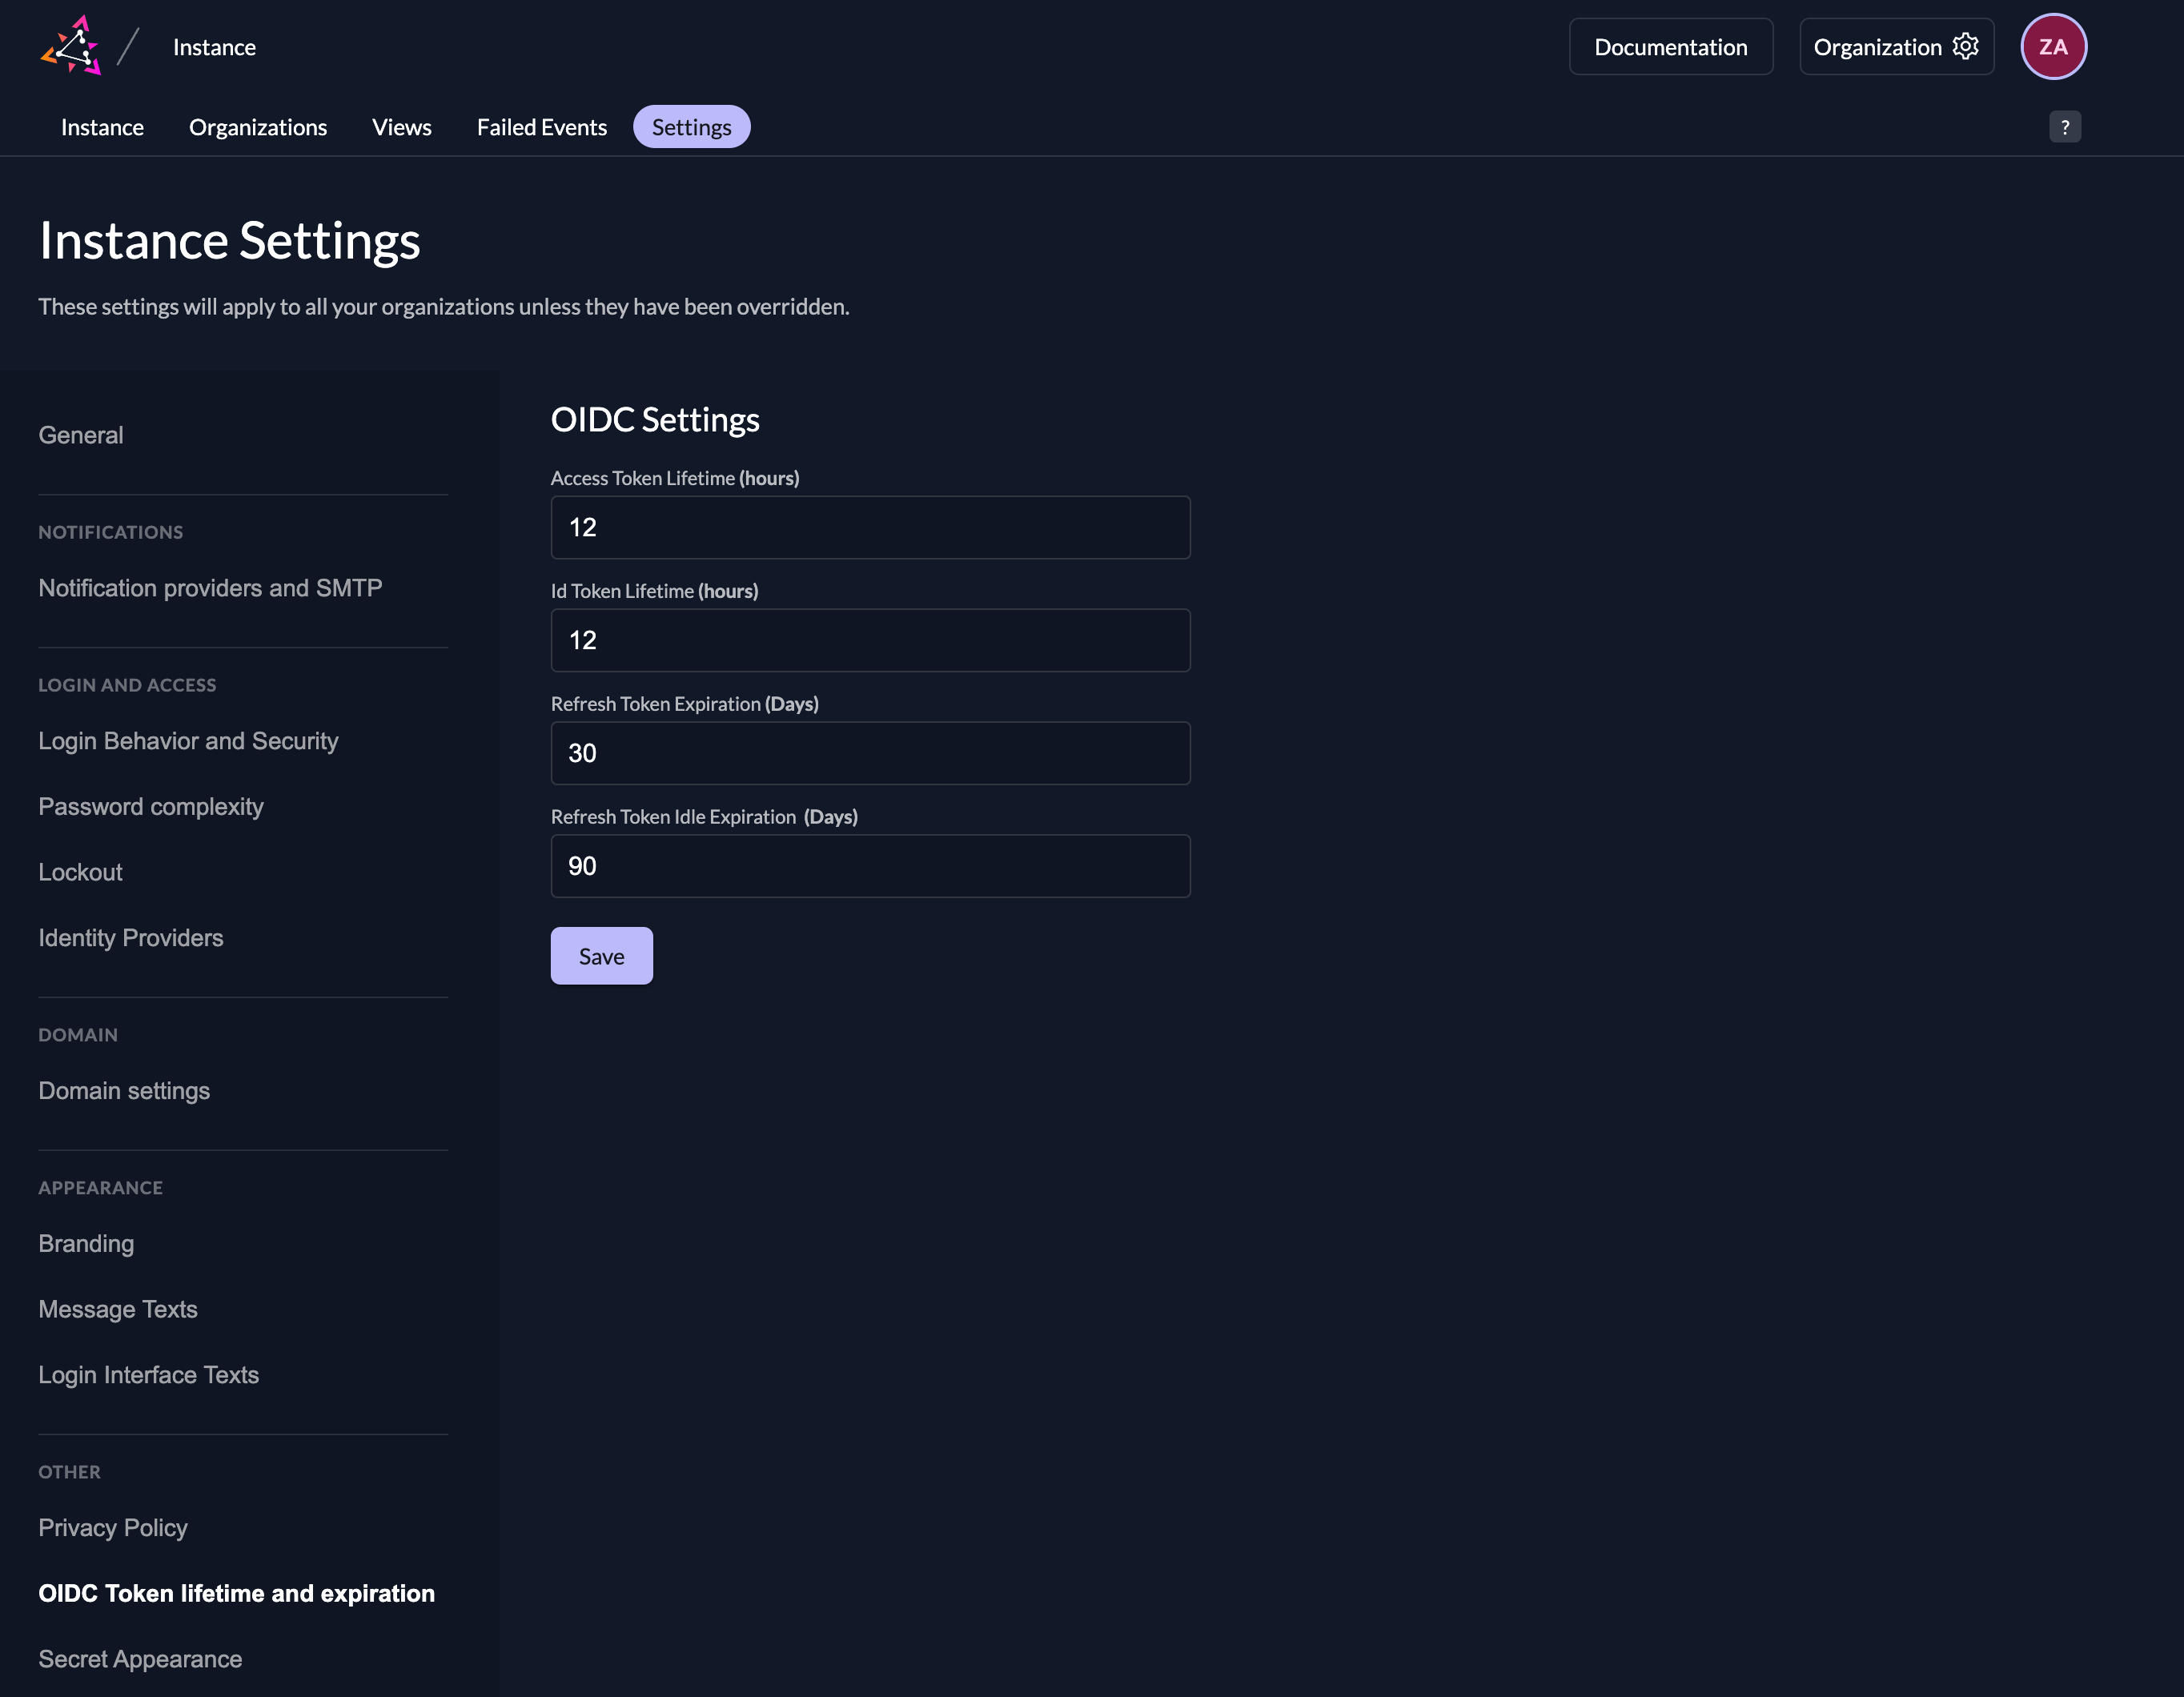 Instance
Documentation
Organization
ZA
Instance Organizations Views Failed Events Settings
?
Instance Settings
These settings will apply to all your organizations unless they have been overridden.
General
NOTIFICATIONS
Notification providers and SMTP
LOGIN AND ACCESS
Login Behavior and Security
Password complexity
Lockout
Identity Providers
DOMAIN
Domain settings
APPEARANCE
Branding
Message Texts
Login Interface Texts
OTHER
Privacy Policy
OIDC Token lifetime and expiration
Secret Appearance
OIDC Settings
Access Token Lifetime (hours)
12
Id Token Lifetime (hours)
12
Refresh Token Expiration (Days)
30
Refresh Token Idle Expiration (Days)
90
Save